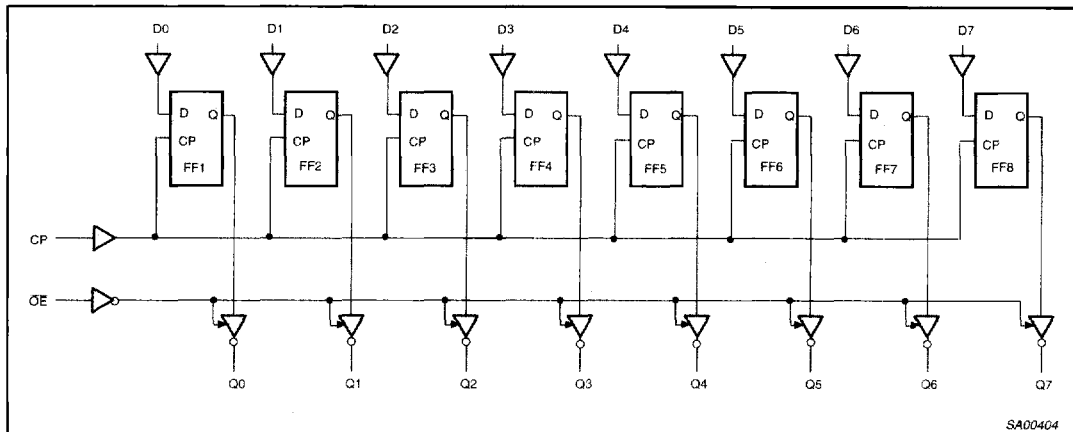 D0 D1 D2 D3 D4 D5 D6 D7
D Q D Q D Q D Q D Q D Q D Q D Q
CP CP CP CP CP CP CP CP
FF1 FF2 FF3 FF4 FF5 FF6 FF7 FF8
CP
O̅E̅
Q0 Q1 Q2 Q3 Q4 Q5 Q6 Q7
SA00404